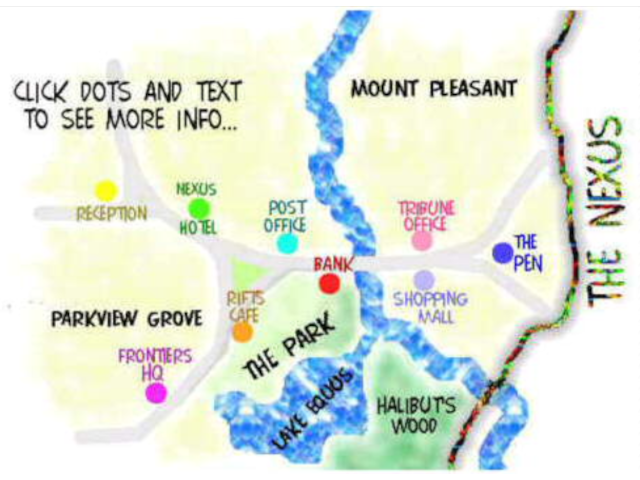 CLICK DOTS AND TEXT
TO SEE MORE INFO...
MOUNT PLEASANT
THE NEXUS
RECEPTION
NEXUS
HOTEL
POST
OFFICE
TRIBUNE
OFFICE
THE
PEN
BANK
SHOPPING
MALL
RIFTS
CAFE
PARKVIEW GROVE
THE PARK
FRONTIERS
HQ
LAKE EQUUS
HALIBUT'S
WOOD